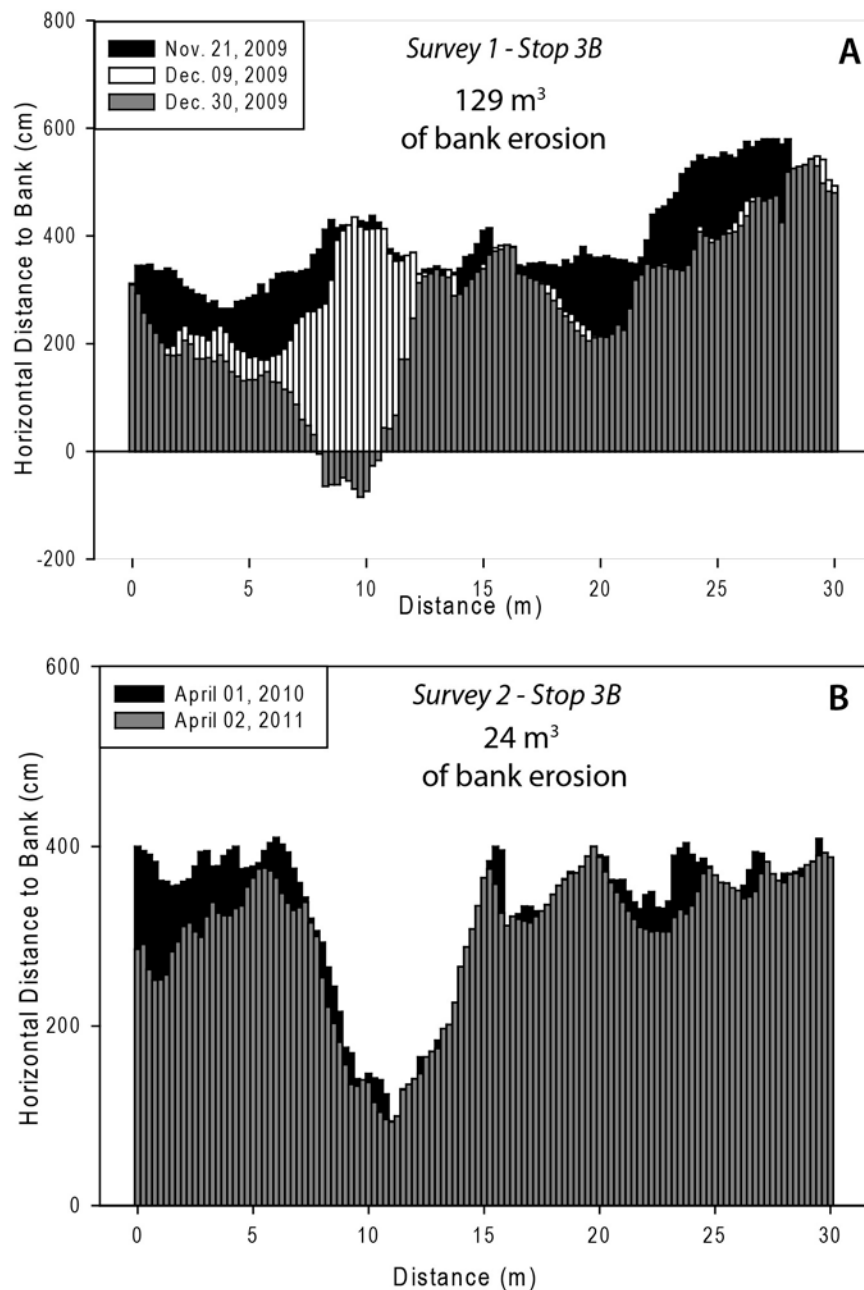 800
600
400
200
0
-200
Horizontal Distance to Bank (cm)
Nov. 21, 2009
Dec. 09, 2009
Dec. 30, 2009
Survey 1 - Stop 3B
129 m³
of bank erosion
A
0 5 10 15 20 25 30
Distance (m)
600
400
200
0
Horizontal Distance to Bank (cm)
April 01, 2010
April 02, 2011
Survey 2 - Stop 3B
24 m³
of bank erosion
B
0 5 10 15 20 25 30
Distance (m)